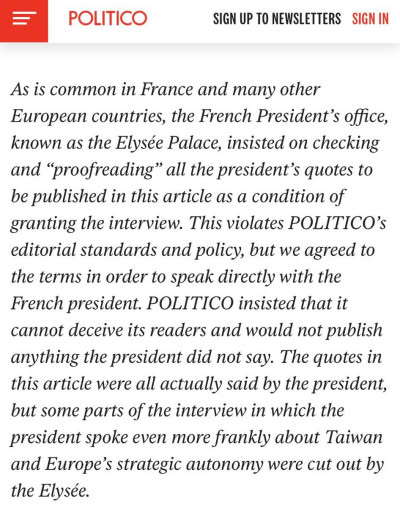 POLITICO SIGN UP TO NEWSLETTERS SIGN IN
As is common in France and many other
European countries, the French President’s office,
known as the Elysée Palace, insisted on checking
and “proofreading” all the president’s quotes to
be published in this article as a condition of
granting the interview. This violates POLITICO’s
editorial standards and policy, but we agreed to
the terms in order to speak directly with the
French president. POLITICO insisted that it
cannot deceive its readers and would not publish
anything the president did not say. The quotes in
this article were all actually said by the president,
but some parts of the interview in which the
president spoke even more frankly about Taiwan
and Europe’s strategic autonomy were cut out by
the Elysée.